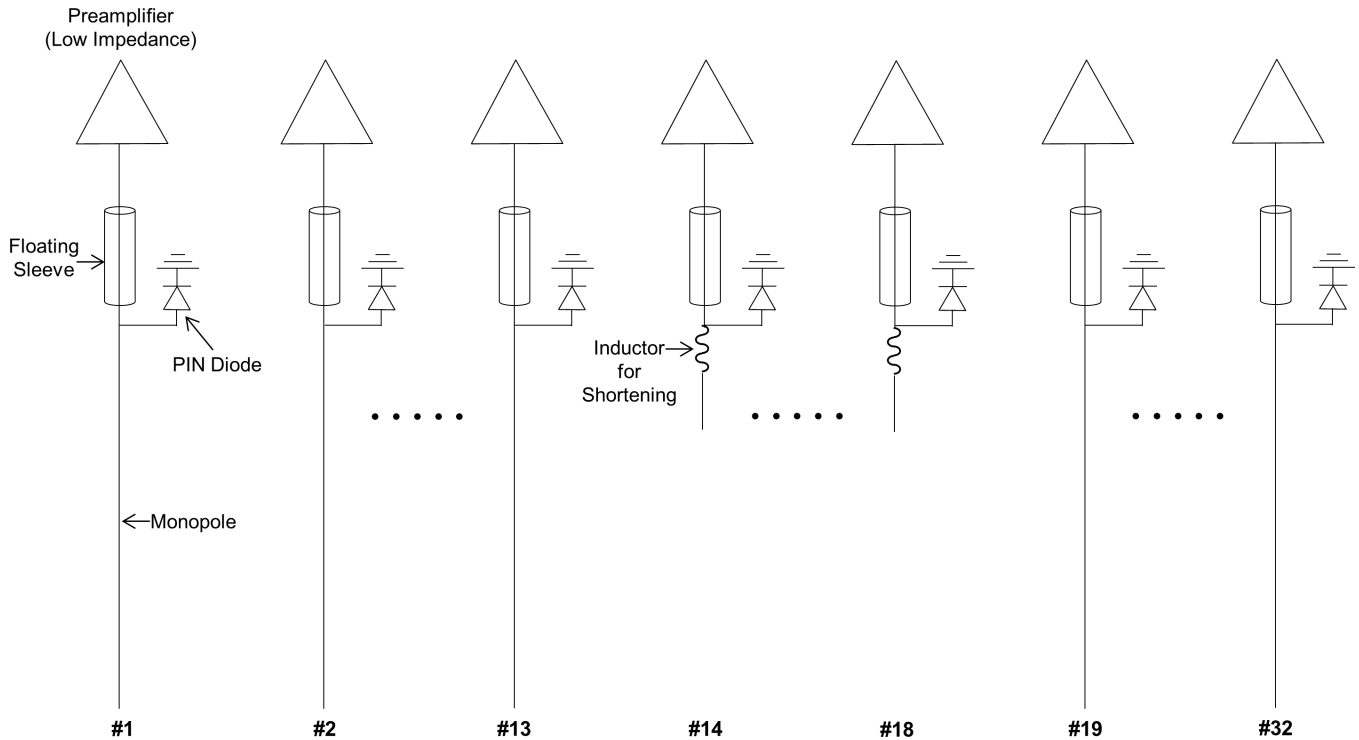 Preamplifier
(Low Impedance)
Floating
Sleeve
PIN Diode
Inductor
for
Shortening
Monopole
#1
#2
#13
#14
#18
#19
#32